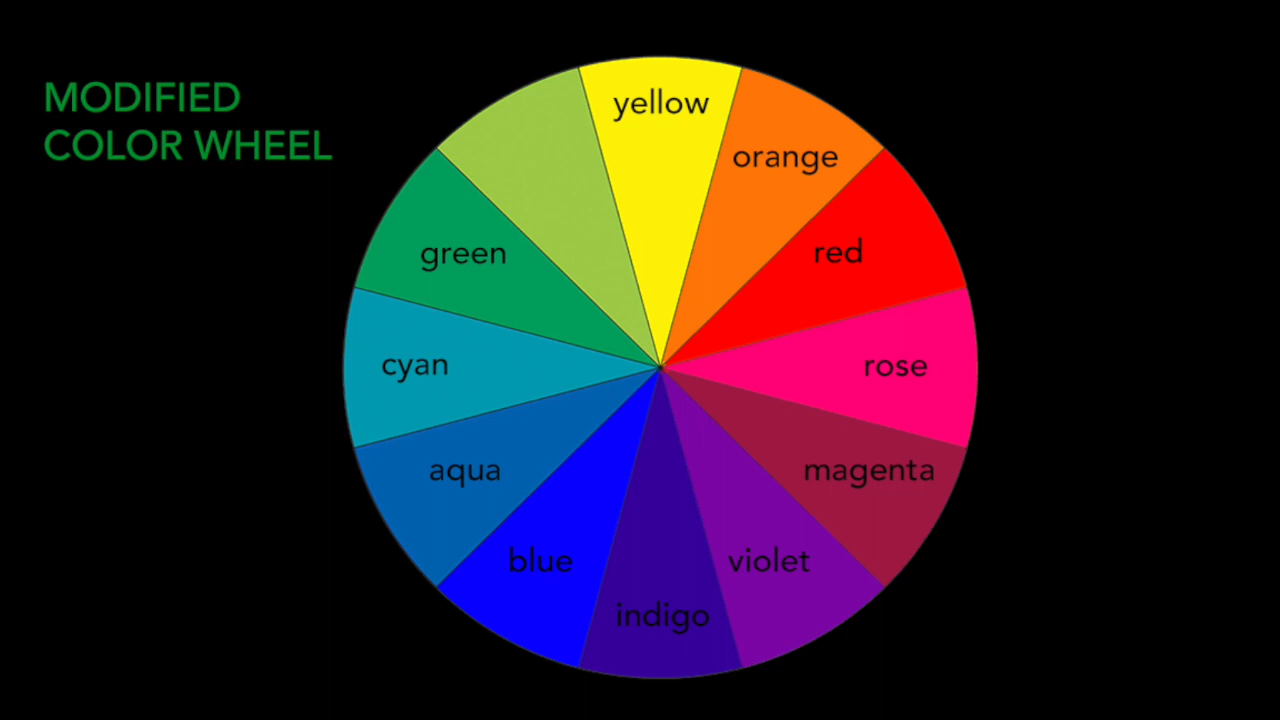 MODIFIED
COLOR WHEEL
yellow
orange
red
rose
magenta
violet
indigo
blue
aqua
cyan
green